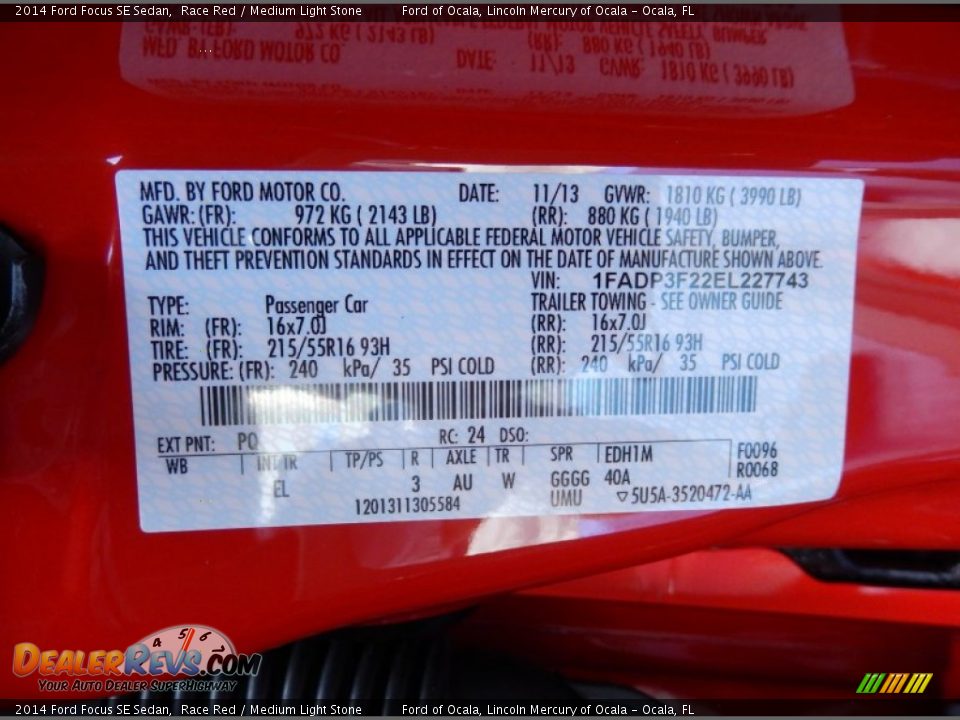 2014 Ford Focus SE Sedan, Race Red / Medium Light Stone Ford of Ocala, Lincoln Mercury of Ocala - Ocala, FL
MFD. BY FORD MOTOR CO. DATE: 11/13 GVWR: 1810 KG ( 3990 LB)
GAWR: (FR): 972 KG ( 2143 LB) (RR): 880 KG ( 1940 LB)
THIS VEHICLE CONFORMS TO ALL APPLICABLE FEDERAL MOTOR VEHICLE SAFETY, BUMPER,
AND THEFT PREVENTION STANDARDS IN EFFECT ON THE DATE OF MANUFACTURE SHOWN ABOVE.
VIN: 1FADP3F22EL227743
TYPE: Passenger Car TRAILER TOWING - SEE OWNER GUIDE
RIM: (FR): 16x7.0J (RR): 16x7.0J
TIRE: (FR): 215/55R16 93H (RR): 215/55R16 93H
PRESSURE: (FR): 240 kPa/ 35 PSI COLD (RR): 240 kPa/ 35 PSI COLD
EXT PNT: PQ RC: 24 DSO:
WB INT TR TP/PS R AXLE TR SPR EDH1M F0096
R0068
EL 3 AU W GGGG 40A
1201311305584 UMU ▽5U5A-3520472-AA
4 5 6
DEALERREVS.COM
YOUR AUTO DEALER SUPERHIGHWAY
2014 Ford Focus SE Sedan, Race Red / Medium Light Stone Ford of Ocala, Lincoln Mercury of Ocala - Ocala, FL